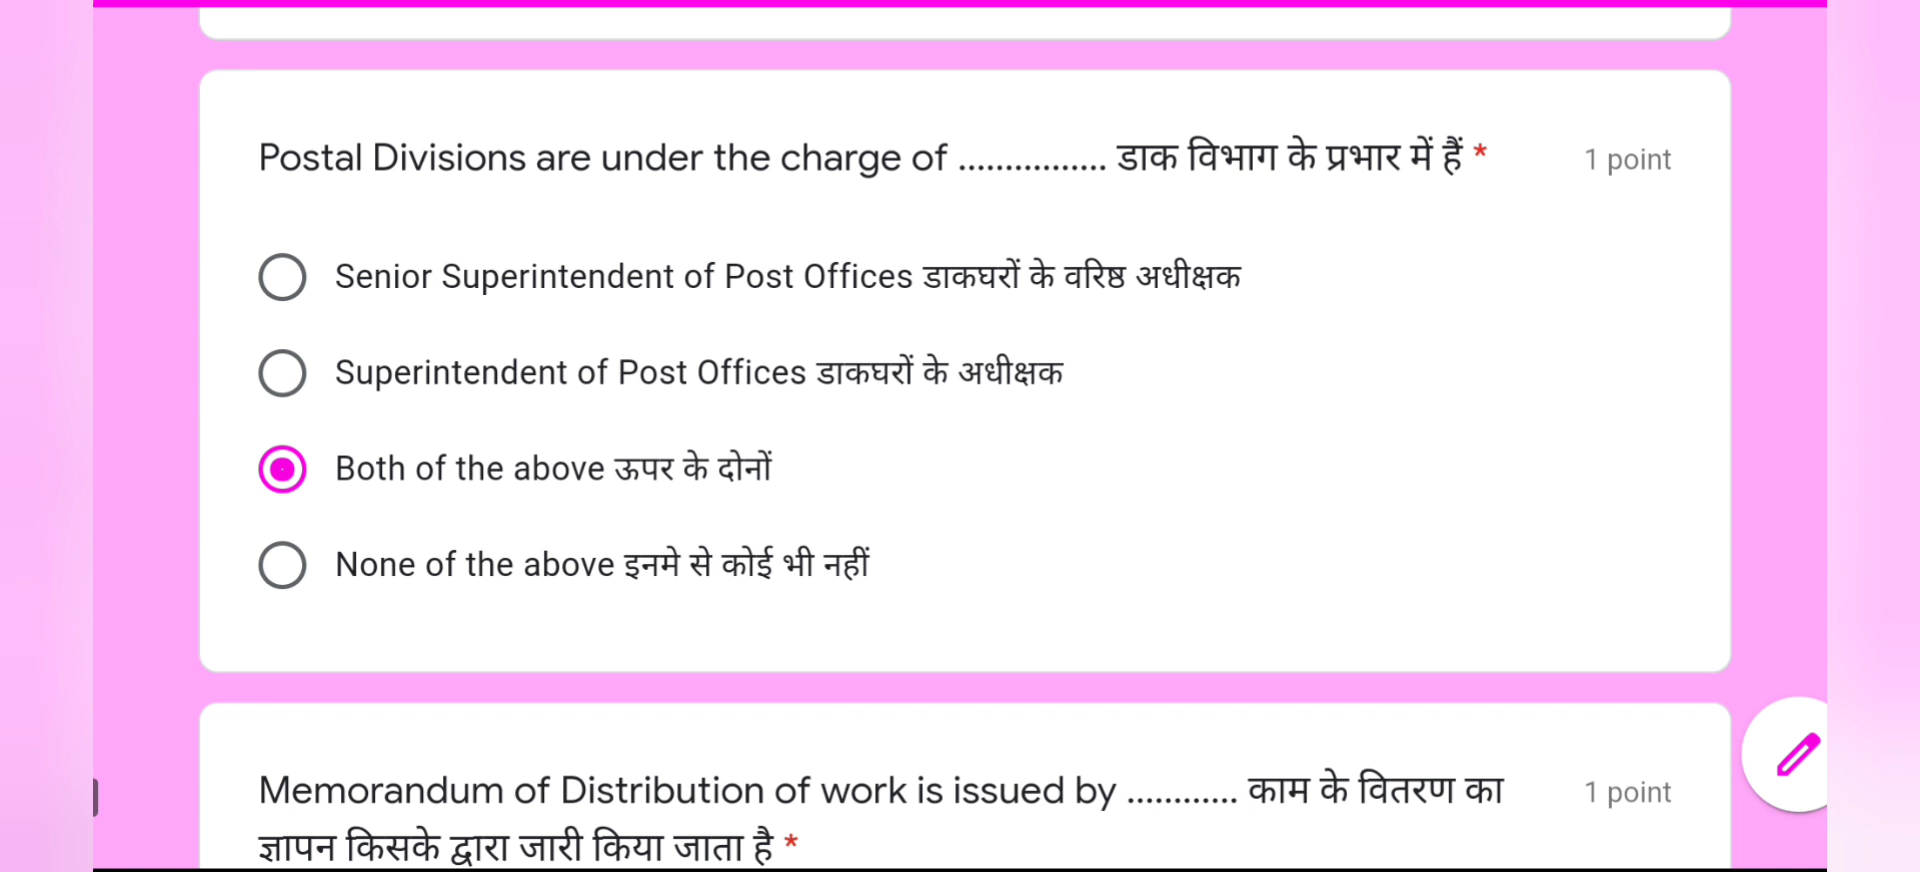 Postal Divisions are under the charge of ................ डाक विभाग के प्रभार में हैं * 1 point
Senior Superintendent of Post Offices डाकघरों के वरिष्ठ अधीक्षक
Superintendent of Post Offices डाकघरों के अधीक्षक
Both of the above ऊपर के दोनों
None of the above इनमे से कोई भी नहीं
Memorandum of Distribution of work is issued by ............ काम के वितरण का 1 point
ज्ञापन किसके द्वारा जारी किया जाता है *